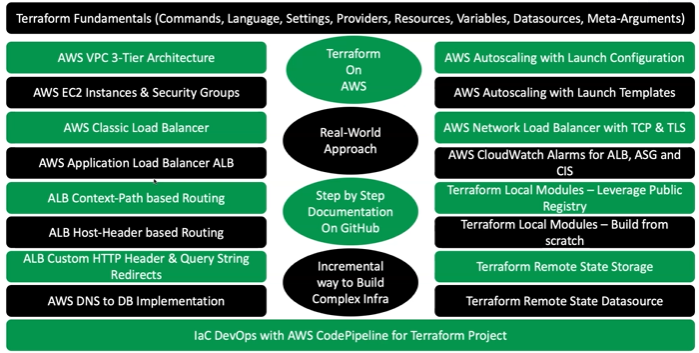 Terraform Fundamentals (Commands, Language, Settings, Providers, Resources, Variables, Datasources, Meta-Arguments)
AWS VPC 3-Tier Architecture
AWS EC2 Instances & Security Groups
AWS Classic Load Balancer
AWS Application Load Balancer ALB
ALB Context-Path based Routing
ALB Host-Header based Routing
ALB Custom HTTP Header & Query String
Redirects
AWS DNS to DB Implementation
Terraform
On
AWS
Real-World
Approach
Step by Step
Documentation
On GitHub
Incremental
way to Build
Complex Infra
AWS Autoscaling with Launch Configuration
AWS Autoscaling with Launch Templates
AWS Network Load Balancer with TCP & TLS
AWS CloudWatch Alarms for ALB, ASG and
CIS
Terraform Local Modules – Leverage Public
Registry
Terraform Local Modules – Build from
scratch
Terraform Remote State Storage
Terraform Remote State Datasource
IaC DevOps with AWS CodePipeline for Terraform Project